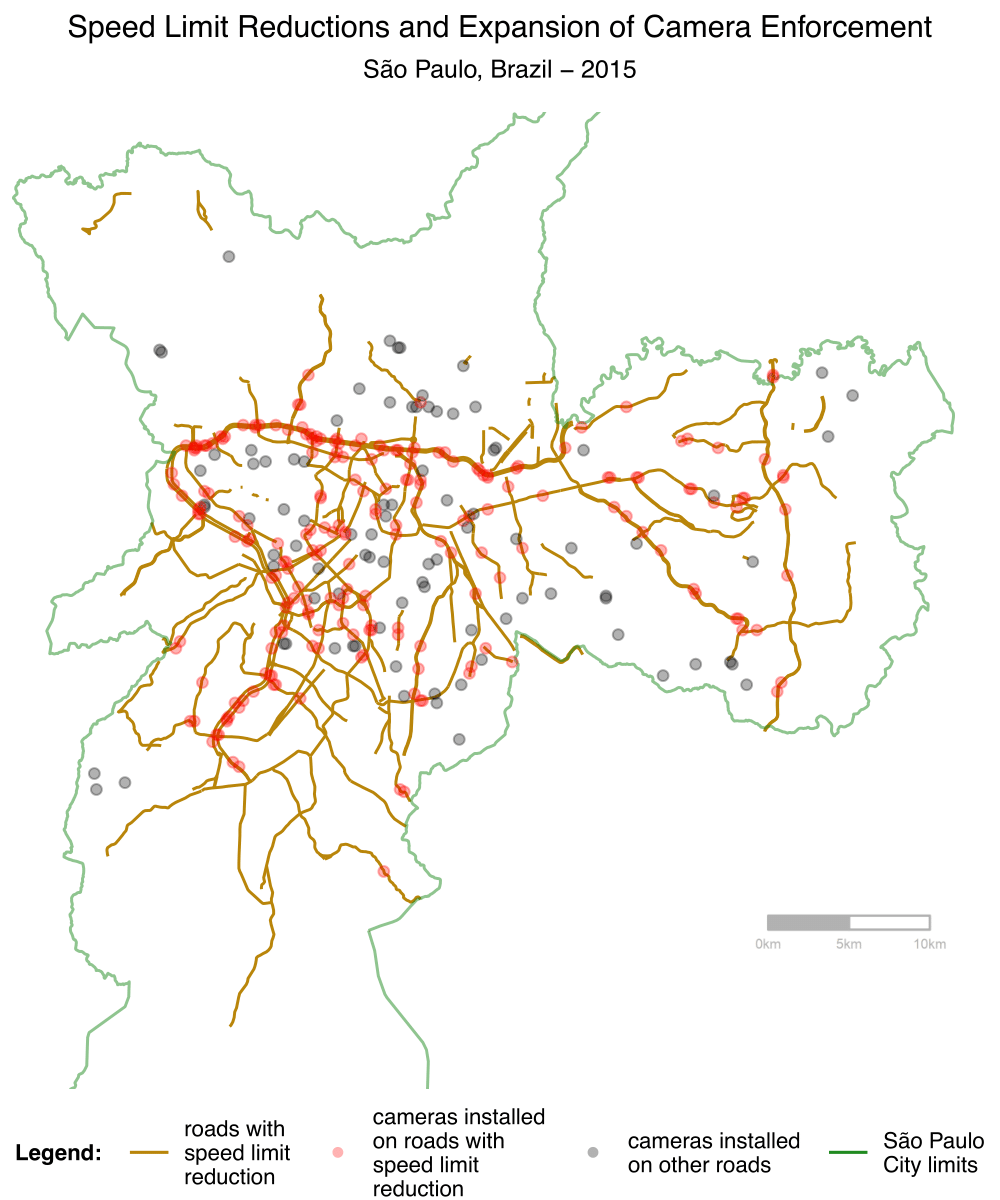 Speed Limit Reductions and Expansion of Camera Enforcement
São Paulo, Brazil − 2015
0km 5km 10km
Legend:
roads with
speed limit
reduction
cameras installed
on roads with
speed limit
reduction
cameras installed
on other roads
São Paulo
City limits